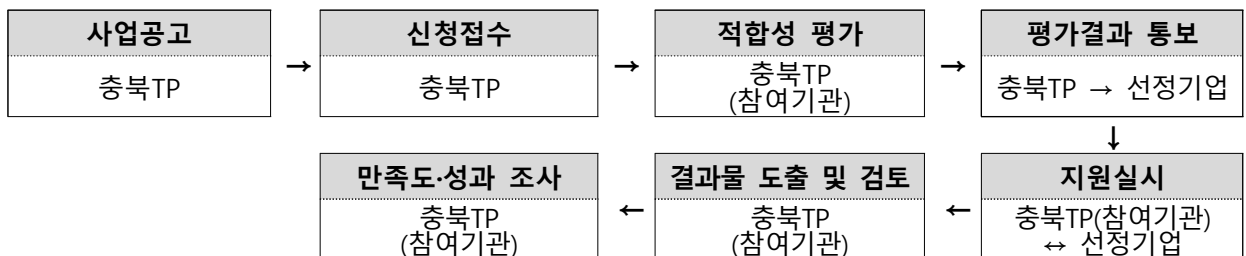 사업공고
충북TP
→
신청접수
충북TP
→
적합성 평가
충북TP
(참여기관)
→
평가결과 통보
충북TP → 선정기업
↓
지원실시
충북TP(참여기관)
↔ 선정기업
←
결과물 도출 및 검토
충북TP
(참여기관)
←
만족도·성과 조사
충북TP
(참여기관)